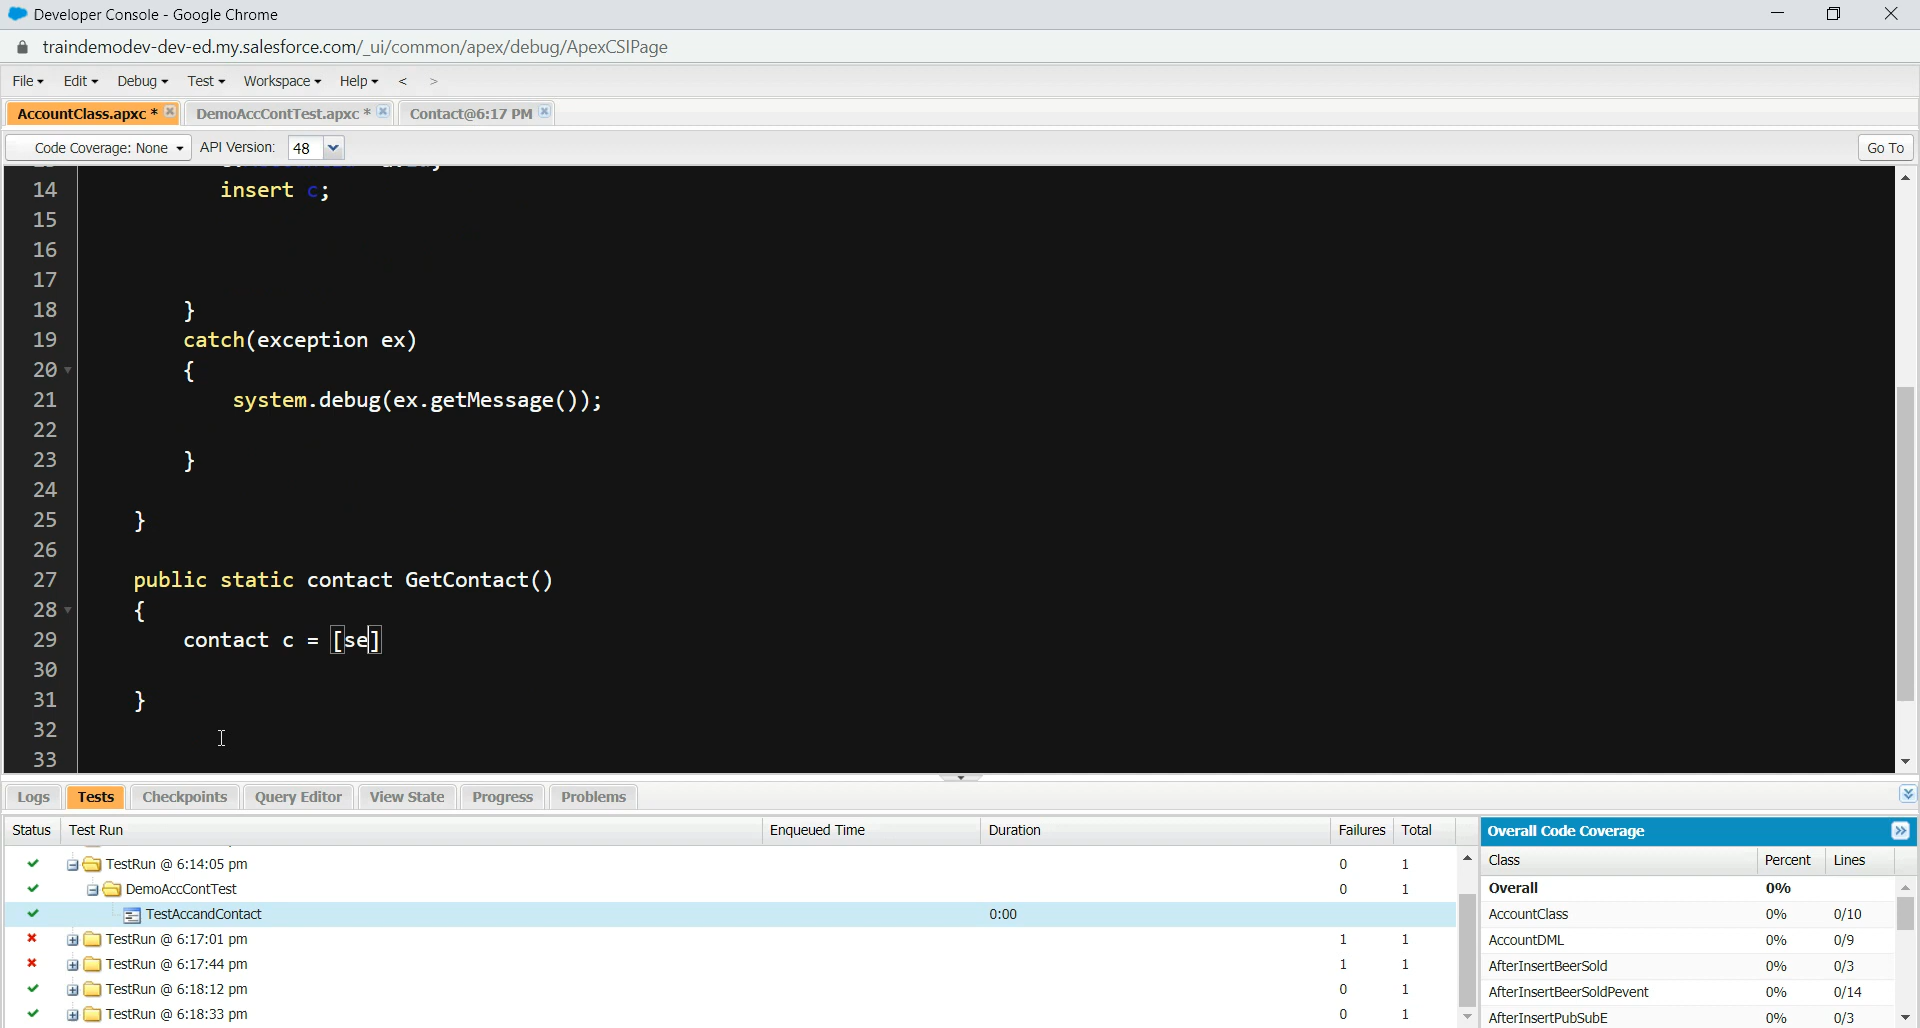 Developer Console - Google Chrome
traindemodev-dev-ed.my.salesforce.com/_ui/common/apex/debug/ApexCSIPage
File Edit Debug Test Workspace Help < >
AccountClass.apxc * DemoAccContTest.apxc * Contact@6:17 PM
Code Coverage: None API Version: 48 Go To
14 insert c;
15
16
17
18 }
19 catch(exception ex)
20 {
21 system.debug(ex.getMessage());
22
23 }
24
25 }
26
27 public static contact GetContact()
28 {
29 contact c = [se]
30
31 }
32
33
Logs Tests Checkpoints Query Editor View State Progress Problems
Status Test Run Enqueued Time Duration Failures Total
TestRun @ 6:14:05 pm 0 1
DemoAccContTest 0 1
TestAccandContact 0:00
TestRun @ 6:17:01 pm 1 1
TestRun @ 6:17:44 pm 1 1
TestRun @ 6:18:12 pm 0 1
TestRun @ 6:18:33 pm 0 1
Overall Code Coverage
Class Percent Lines
Overall 0%
AccountClass 0% 0/10
AccountDML 0% 0/9
AfterInsertBeerSold 0% 0/3
AfterInsertBeerSoldPevent 0% 0/14
AfterInsertPubSubE 0% 0/3